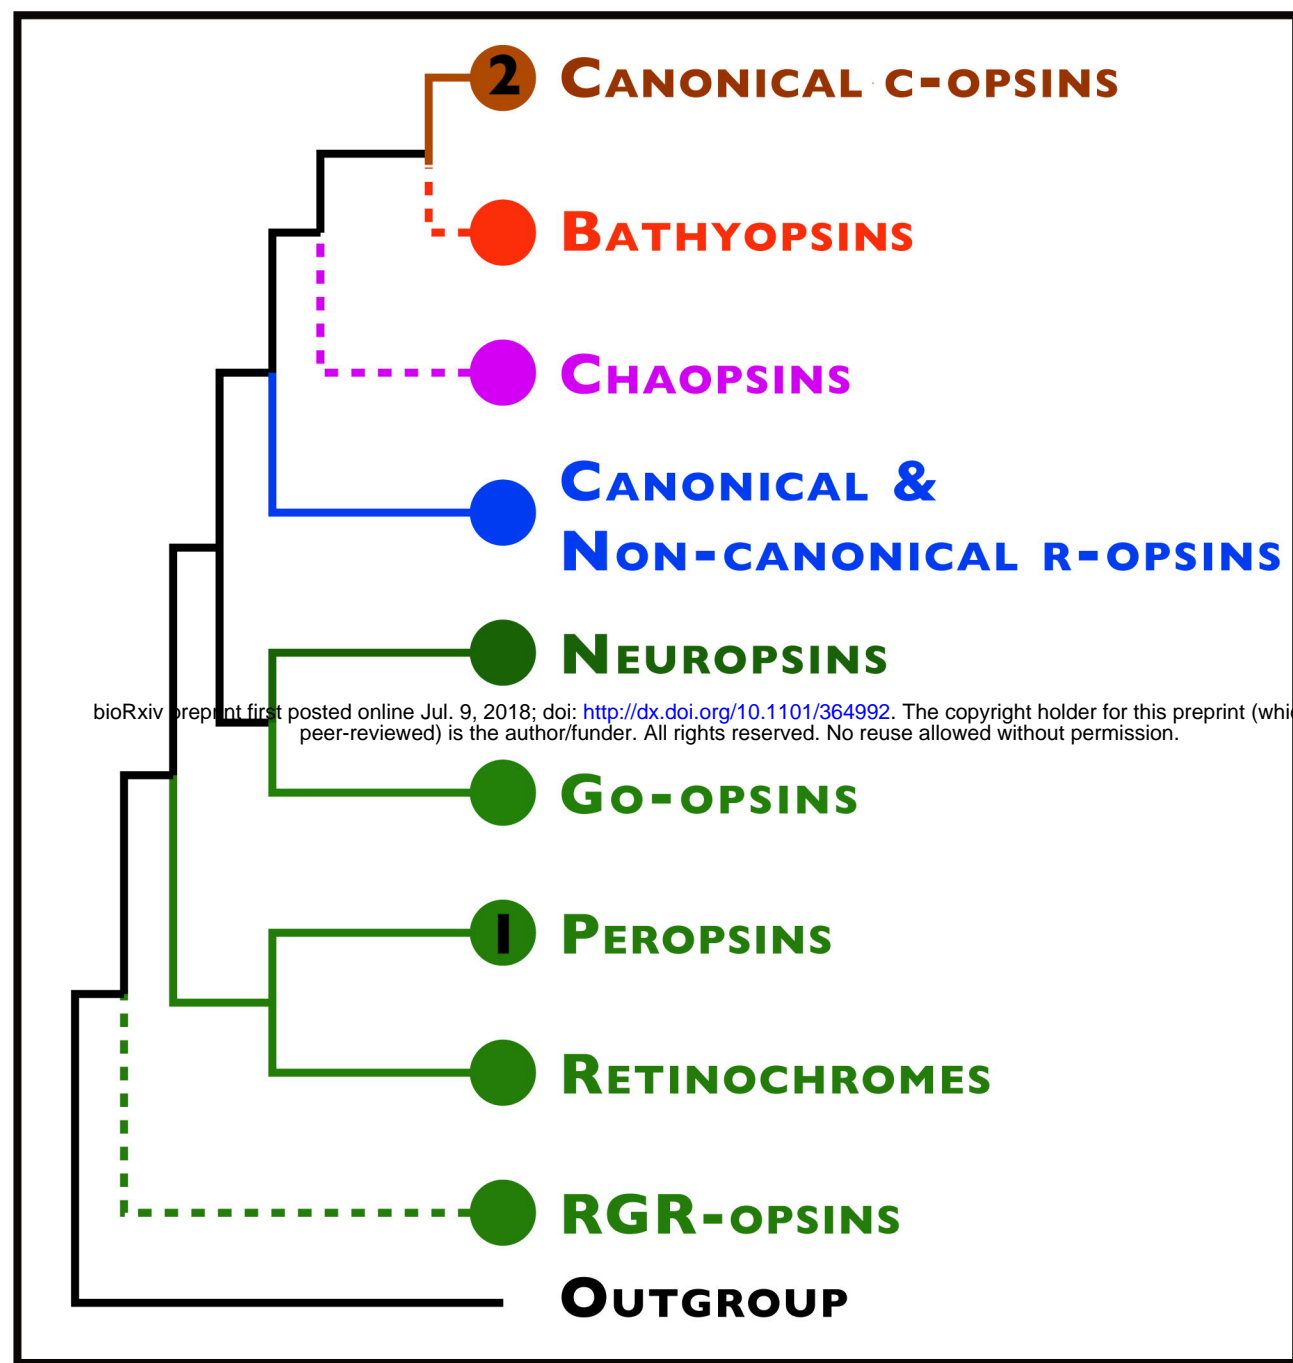 2 CANONICAL C-OPSINS
BATHYOPSINS
CHAOPSINS
CANONICAL &
NON-CANONICAL R-OPSINS
NEUROPSINS
bioRxiv preprint first posted online Jul. 9, 2018; doi: http://dx.doi.org/10.1101/364992. The copyright holder for this preprint
peer-reviewed) is the author/funder. All rights reserved. No reuse allowed without permission.
GO-OPSINS
1 PEROPSINS
RETINOCHROMES
RGR-OPSINS
OUTGROUP